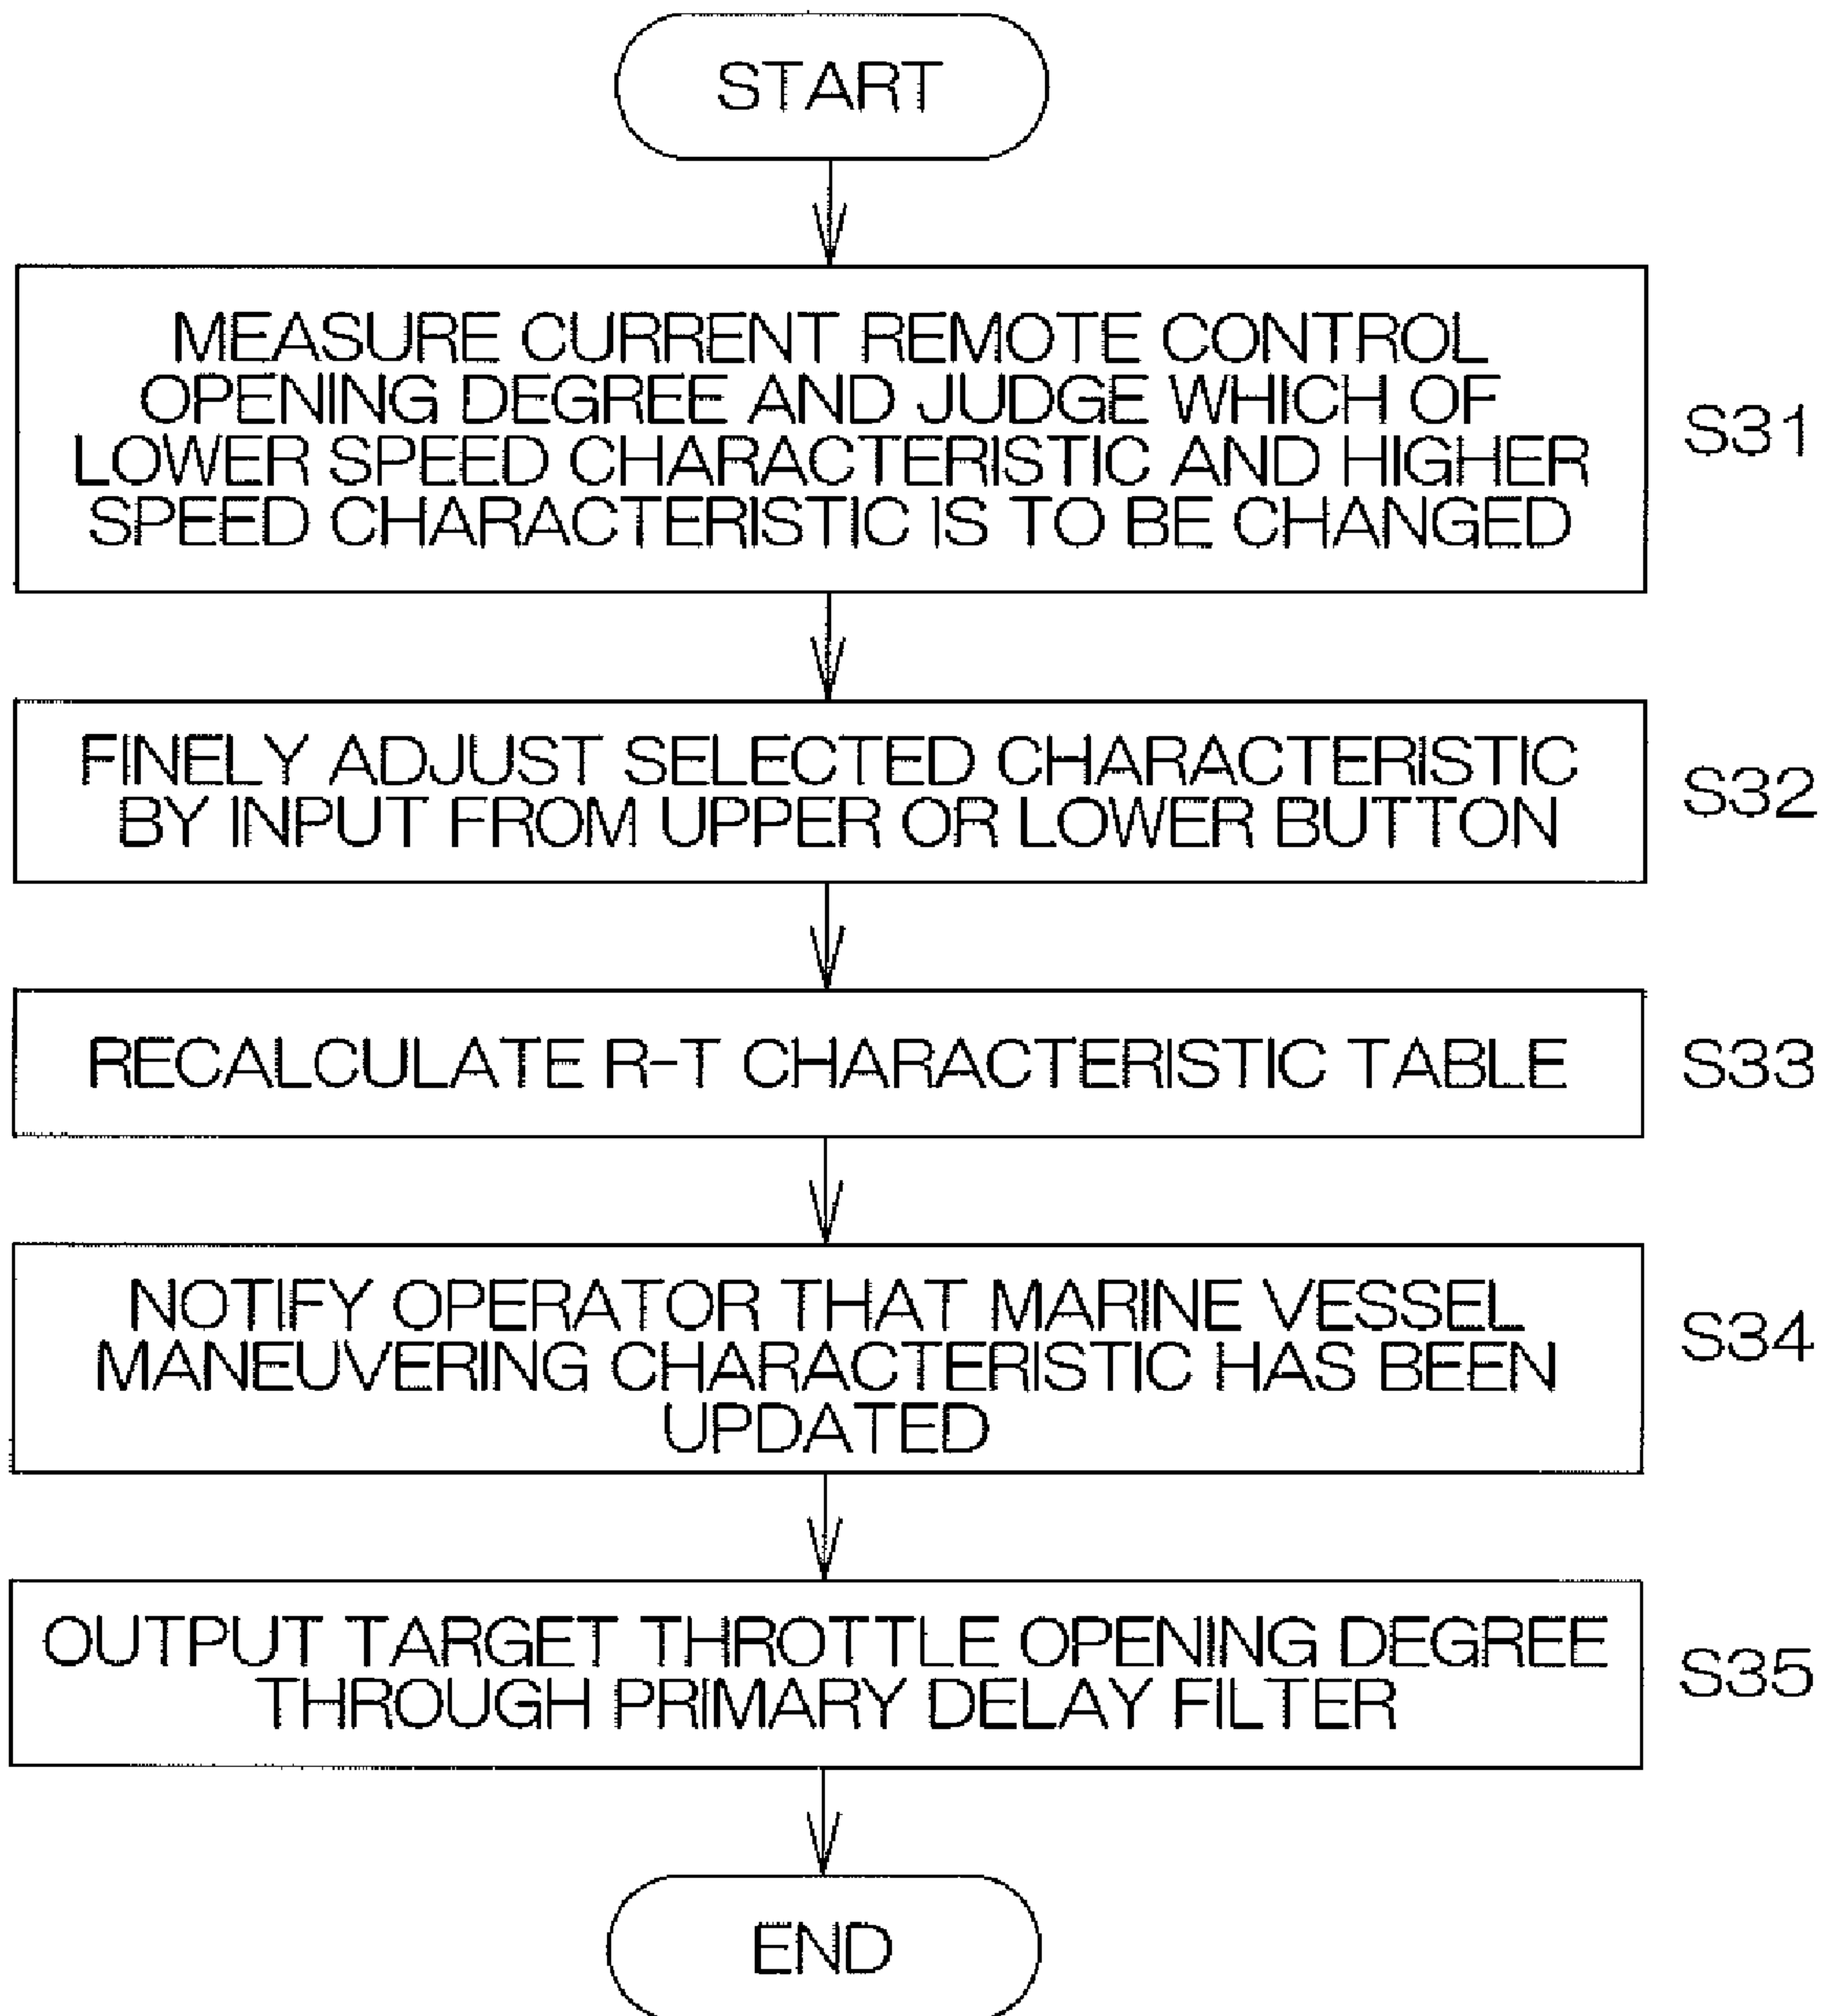 START
MEASURE CURRENT REMOTE CONTROL
OPENING DEGREE AND JUDGE WHICH OF
LOWER SPEED CHARACTERISTIC AND HIGHER
SPEED CHARACTERISTIC IS TO BE CHANGED
S31
FINELY ADJUST SELECTED CHARACTERISTIC
BY INPUT FROM UPPER OR LOWER BUTTON
S32
RECALCULATE R-T CHARACTERISTIC TABLE
S33
NOTIFY OPERATOR THAT MARINE VESSEL
MANEUVERING CHARACTERISTIC HAS BEEN
UPDATED
S34
OUTPUT TARGET THROTTLE OPENING DEGREE
THROUGH PRIMARY DELAY FILTER
S35
END